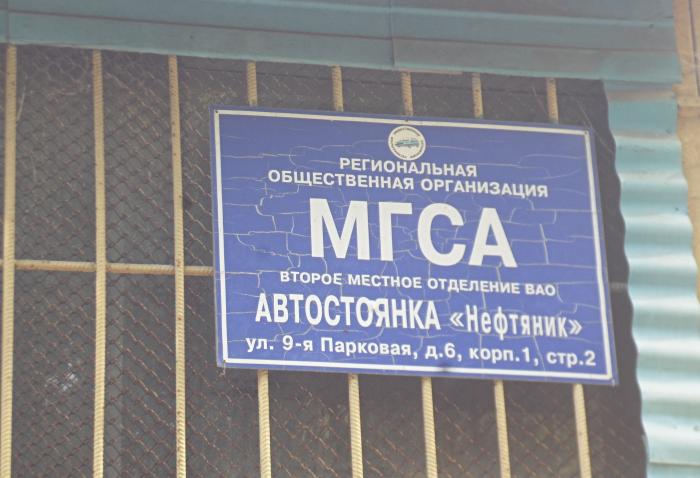 РЕГИОНАЛЬНАЯ
ОБЩЕСТВЕННАЯ ОРГАНИЗАЦИЯ
МГСА
ВТОРОЕ МЕСТНОЕ ОТДЕЛЕНИЕ ВАО
АВТОСТОЯНКА «Нефтяник»
ул. 9-я Парковая, д.6, корп.1, стр.2